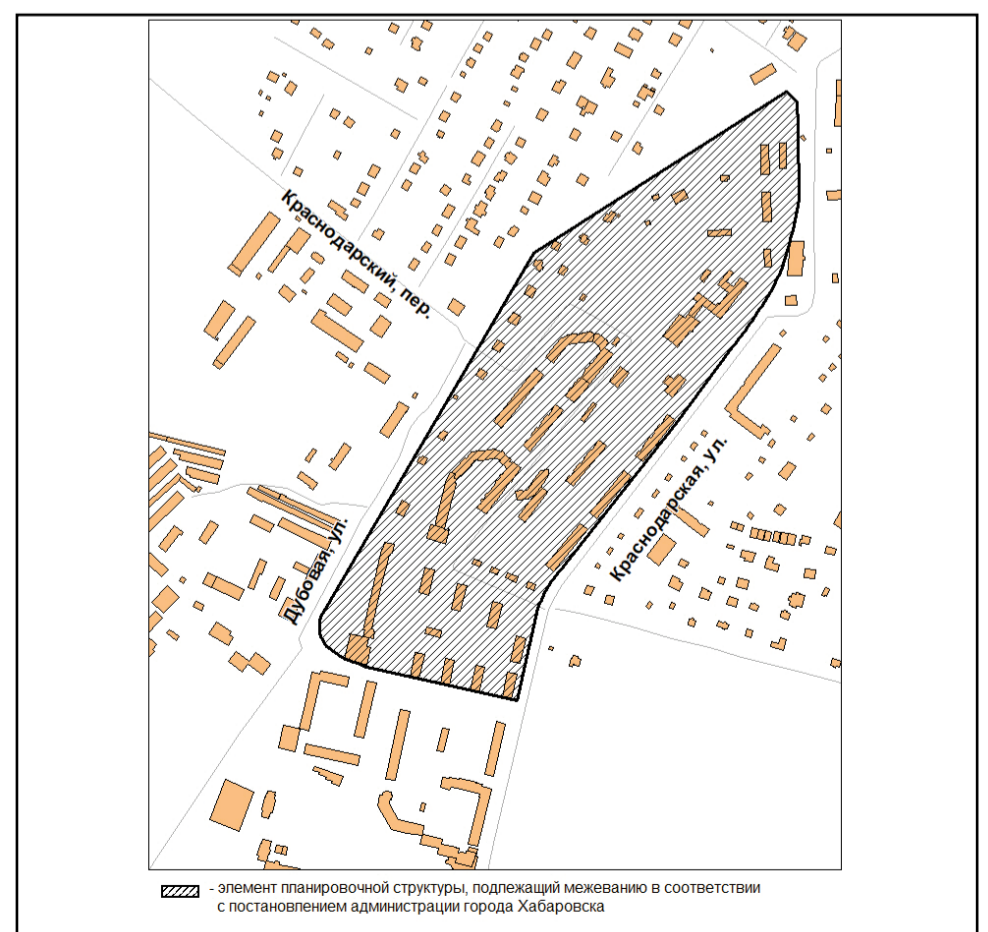 Краснодарский, пер.
Дубовая, ул.
Краснодарская, ул.
- элемент планировочной структуры, подлежащий межеванию в соответствии
с постановлением администрации города Хабаровска